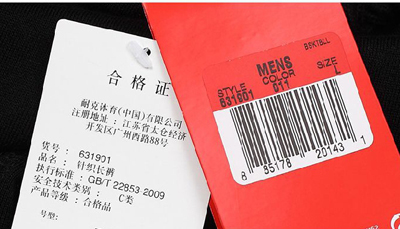 合格证
耐克体育(中国)有限公司
注册地址：江苏省太仓经济
开发区广州西路88号
货号： 631901
品名： 针织长裤
执行标准：GB/T 22853-2009
安全技术类别： C类
产品等级：合格品
号型：
BSKTBLL
STYLE MENS SIZE
631901 COLOR L
011
8 85178 20143 1